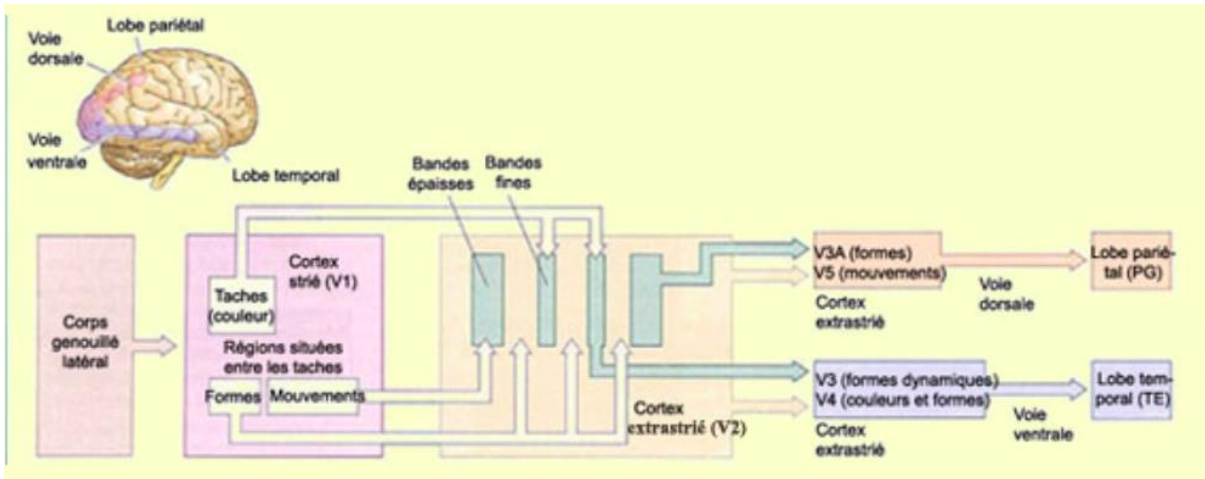 Lobe pariétal
Voie
dorsale
Voie
ventrale
Lobe temporal
Bandes
épaisses
Bandes
fines
Corps
genouillé
latéral
Cortex
strié (V1)
Taches
(couleur)
Régions situées
entre les taches
Formes
Mouvements
Cortex
extrastrié (V2)
V3A (formes)
V5 (mouvements)
Cortex
extrastrié
Voie
dorsale
Lobe parié-
tal (PG)
V3 (formes dynamiques)
V4 (couleurs et formes)
Cortex
extrastrié
Voie
ventrale
Lobe tem-
poral (TE)